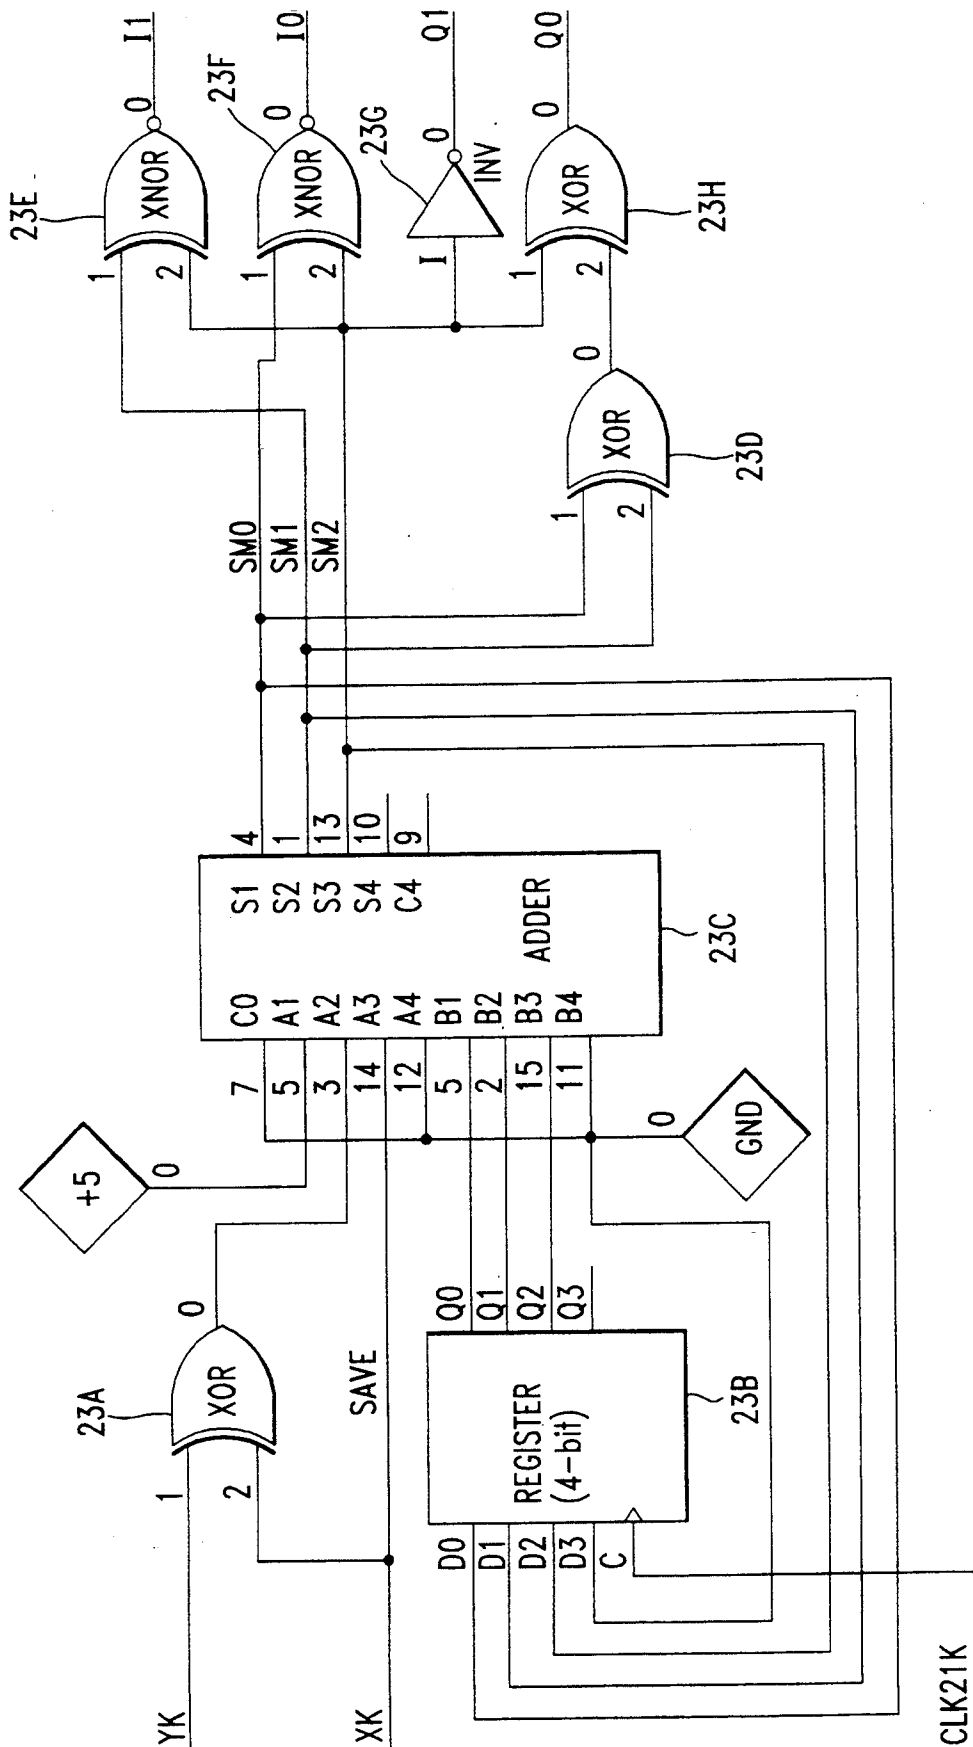 YK
XK
1
2
23A
XOR
0
SAVE
+5
0
D0
D1
D2
D3
C
REGISTER
(4-bit)
Q0
Q1
Q2
Q3
23B
CLK21K
GND
0
7
5
3
14
12
5
2
15
11
C0
A1
A2
A3
A4
B1
B2
B3
B4
ADDER
S1
S2
S3
S4
C4
23C
4
1
13
10
9
SM0
SM1
SM2
1
2
XOR
0
23D
23E
1
2
XNOR
0
I1
23F
1
2
XNOR
0
I0
23G
I
INV
0
Q1
1
2
XOR
0
Q0
23H